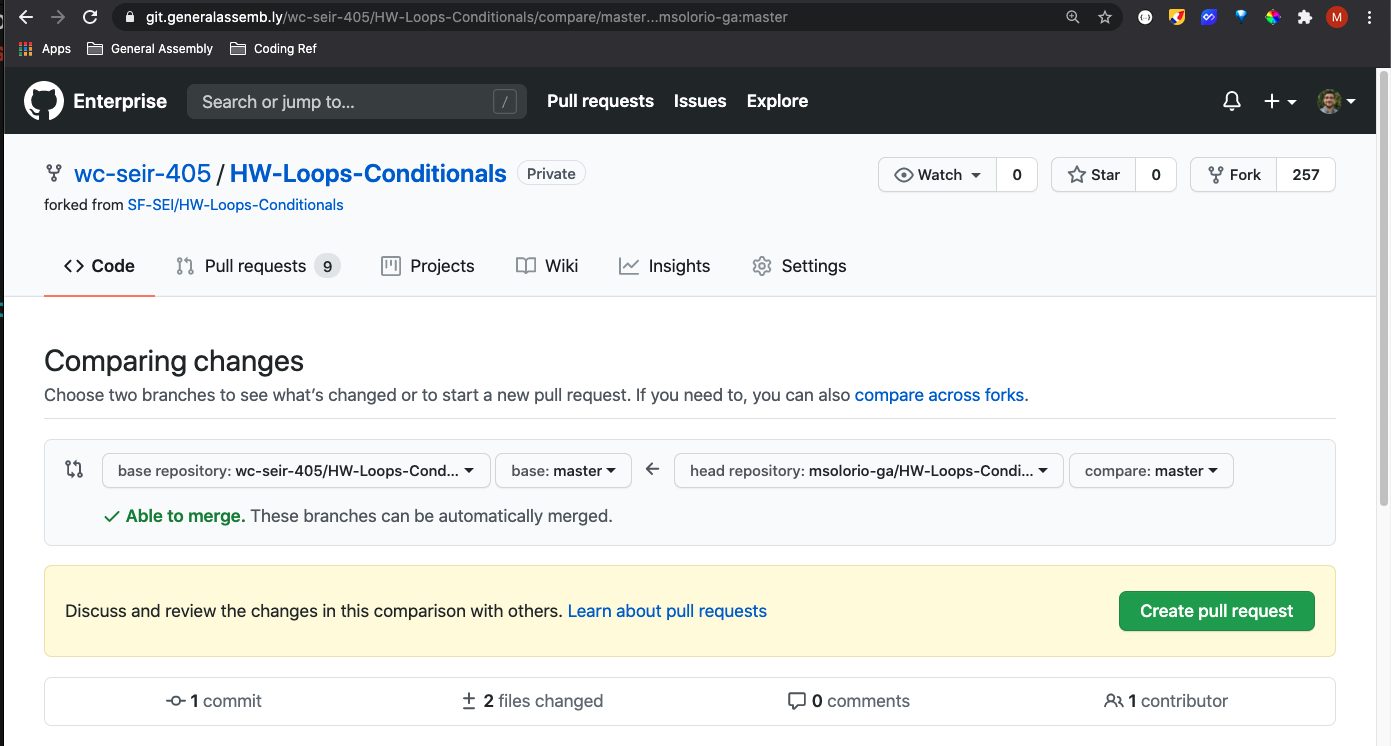 git.generalassemb.ly/wc-seir-405/HW-Loops-Conditionals/compare/master...msolorio-ga:master
M
Apps General Assembly Coding Ref
Enterprise Search or jump to... / Pull requests Issues Explore
wc-seir-405 / HW-Loops-Conditionals Private Watch 0 Star 0 Fork 257
forked from SF-SEI/HW-Loops-Conditionals
Code Pull requests 9 Projects Wiki Insights Settings
Comparing changes
Choose two branches to see what’s changed or to start a new pull request. If you need to, you can also compare across forks.
base repository: wc-seir-405/HW-Loops-Cond... base: master ← head repository: msolorio-ga/HW-Loops-Condi... compare: master
✓ Able to merge. These branches can be automatically merged.
Discuss and review the changes in this comparison with others. Learn about pull requests Create pull request
1 commit 2 files changed 0 comments 1 contributor